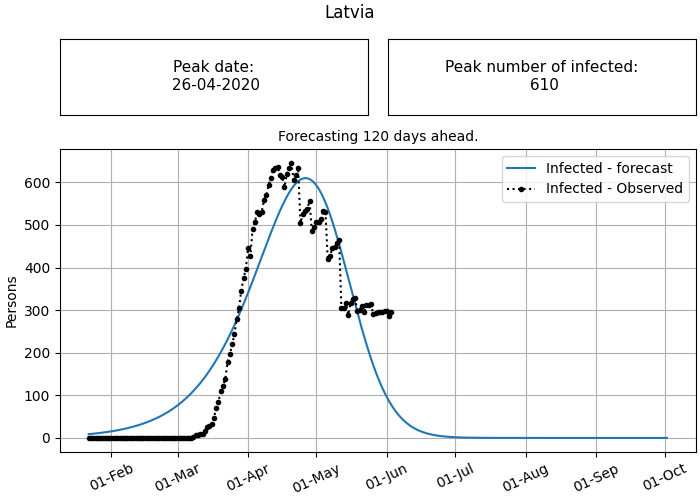 Latvia
Peak date:
26-04-2020
Peak number of infected:
610
Forecasting 120 days ahead.
Infected - forecast
Infected - Observed
Persons
600
500
400
300
200
100
0
01-Feb
01-Mar
01-Apr
01-May
01-Jun
01-Jul
01-Aug
01-Sep
01-Oct